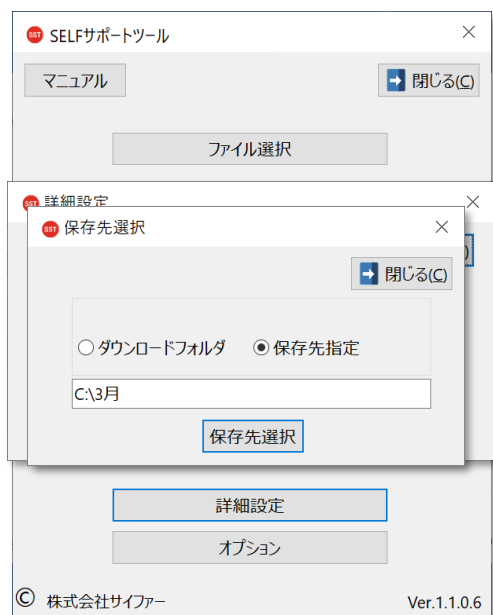 SST SELFサポートツール
マニュアル
閉じる(C)
ファイル選択
SST 詳細設定
)
SST 保存先選択
閉じる(C)
ダウンロードフォルダ 保存先指定
C:\3月
保存先選択
詳細設定
オプション
© 株式会社サイファー Ver.1.1.0.6